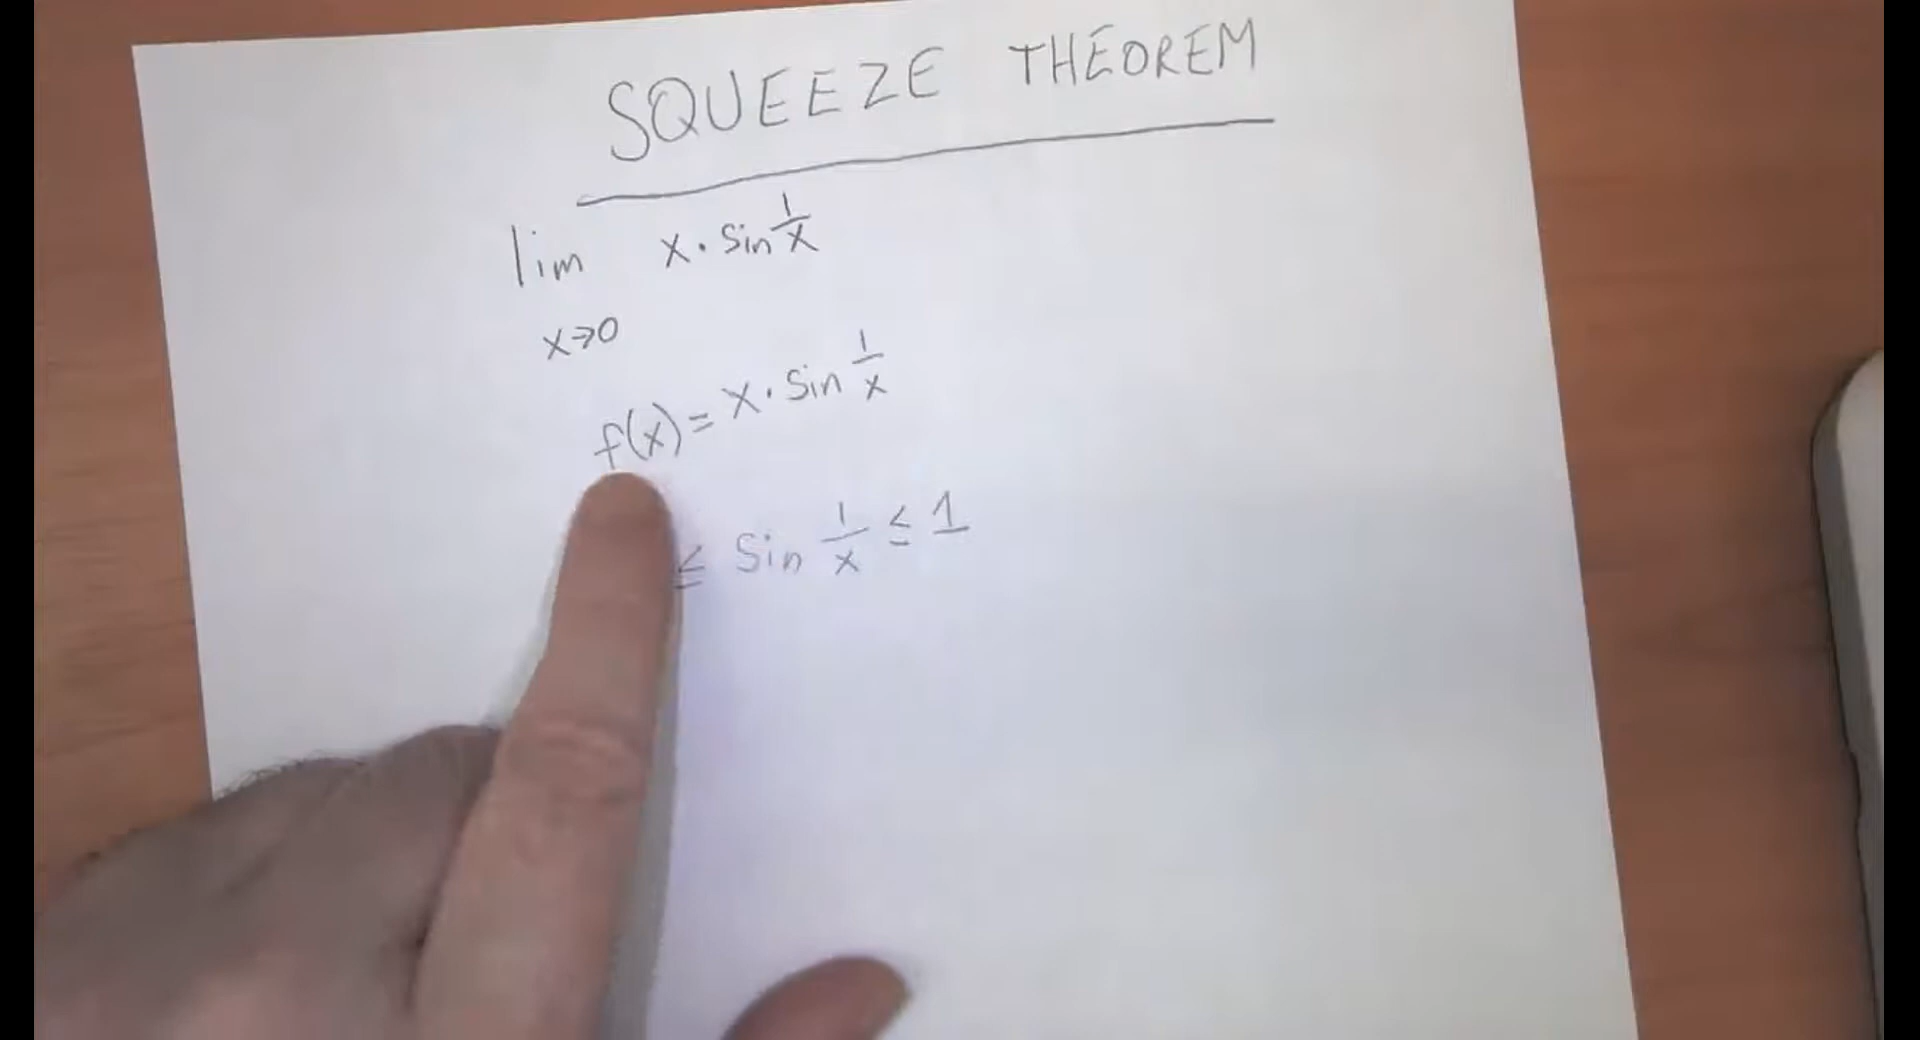 SQUEEZE THEOREM
lim x · sin 1/x
x→0
f(x) = x · sin 1/x
≤ sin 1/x ≤ 1